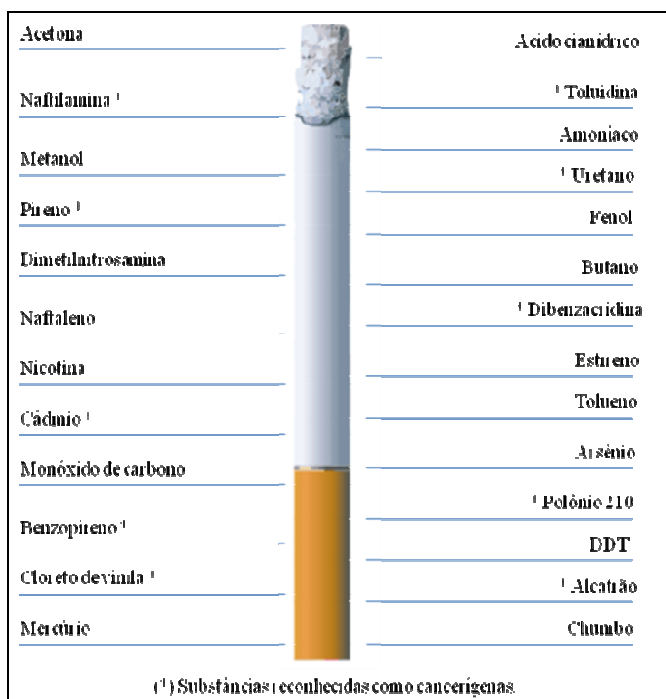 Acetona
Naftilamina ¹
Metanol
Pireno ¹
Dimetilnitrosamina
Naftaleno
Nicotina
Cádmio ¹
Monóxido de carbono
Benzopireno ¹
Cloreto de vinila ¹
Mercúrio
Acido cianídrico
¹ Toluidina
Amoníaco
¹ Uretano
Fenol
Butano
¹ Dibenzacridina
Estireno
Tolueno
Arsênio
¹ Polônio 210
DDT
¹ Alcatrão
Chumbo
(¹) Substâncias reconhecidas como cancerígenas